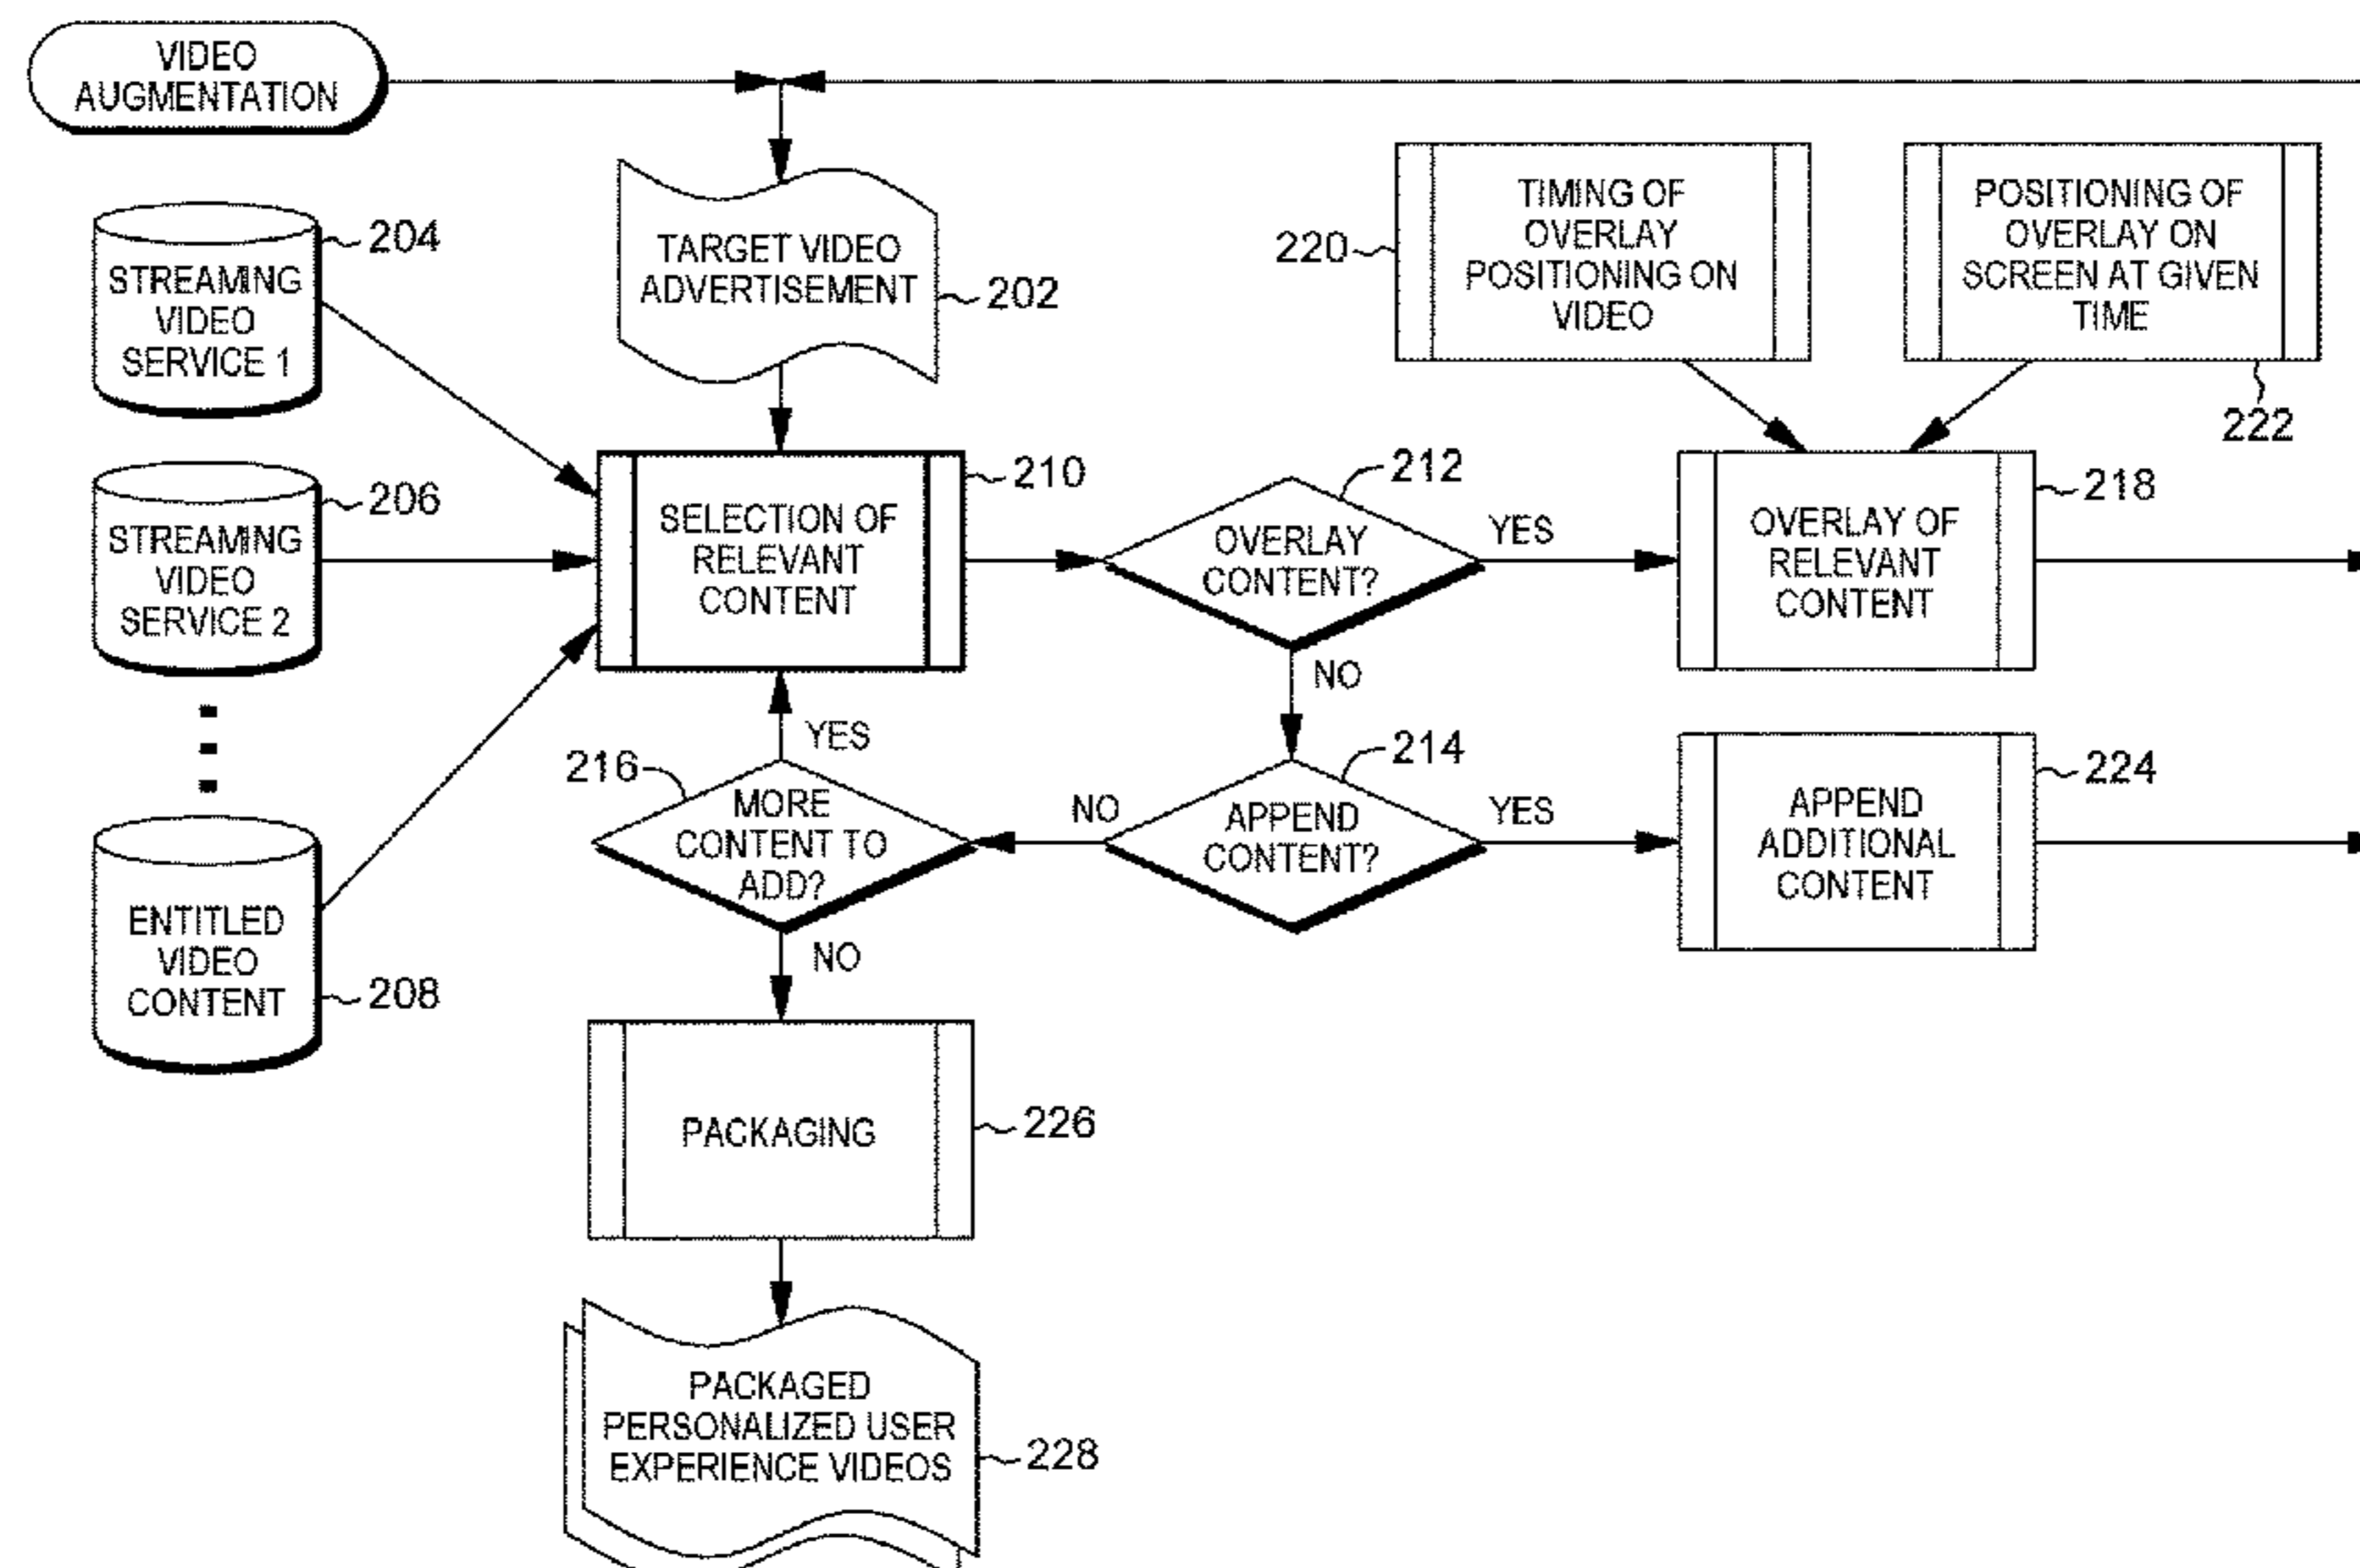 VIDEO
AUGMENTATION
204
STREAMING
VIDEO
SERVICE 1
TARGET VIDEO
ADVERTISEMENT
202
220
TIMING OF
OVERLAY
POSITIONING ON
VIDEO
POSITIONING OF
OVERLAY ON
SCREEN AT GIVEN
TIME
222
206
STREAMING
VIDEO
SERVICE 2
210
SELECTION OF
RELEVANT
CONTENT
212
OVERLAY
CONTENT?
YES
NO
218
OVERLAY OF
RELEVANT
CONTENT
YES
216
MORE
CONTENT TO
ADD?
NO
NO
214
APPEND
CONTENT?
YES
224
APPEND
ADDITIONAL
CONTENT
ENTITLED
VIDEO
CONTENT
208
PACKAGING
226
PACKAGED
PERSONALIZED USER
EXPERIENCE VIDEOS
228